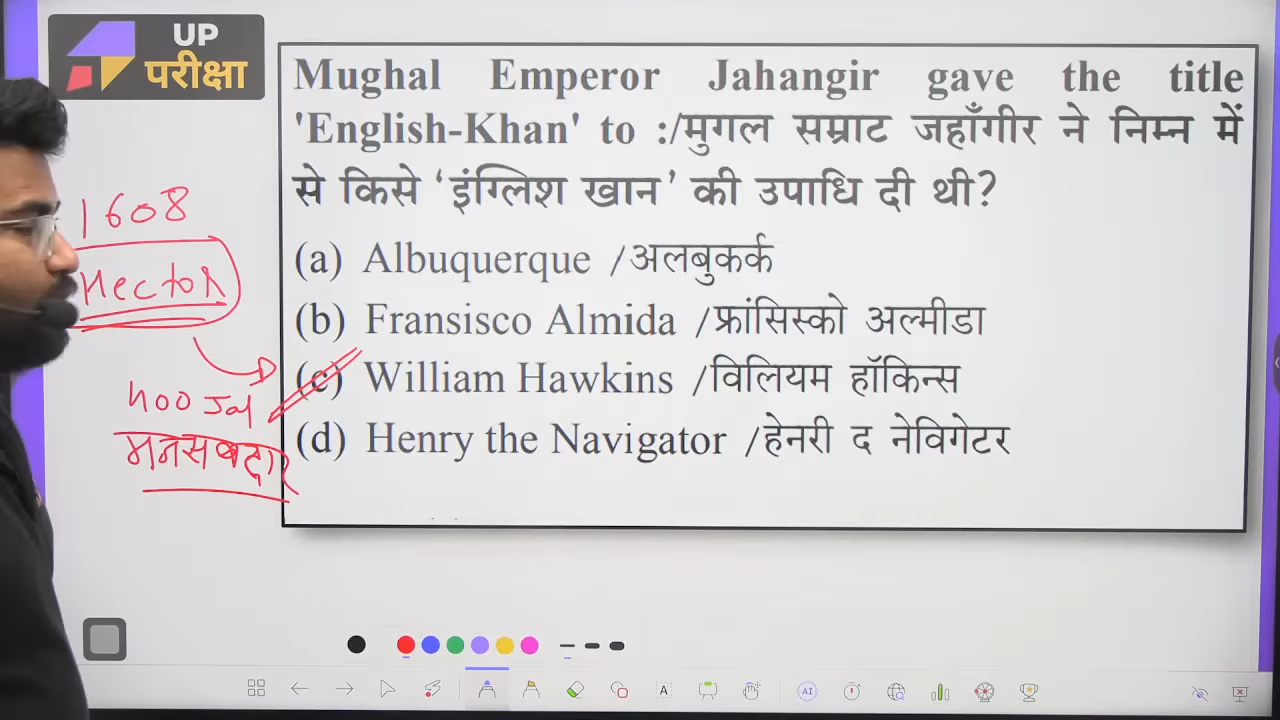 UP
परीक्षा
Mughal Emperor Jahangir gave the title
'English-Khan' to :/मुगल सम्राट जहाँगीर ने निम्न में
से किसे ‘इंग्लिश खान’ की उपाधि दी थी?
(a) Albuquerque /अलबुकर्क
(b) Fransisco Almida /फ्रांसिस्को अल्मीडा
(c) William Hawkins /विलियम हॉकिन्स
(d) Henry the Navigator /हेनरी द नेविगेटर
1608
Hector
400 Jat
मनसबदार
A
AI